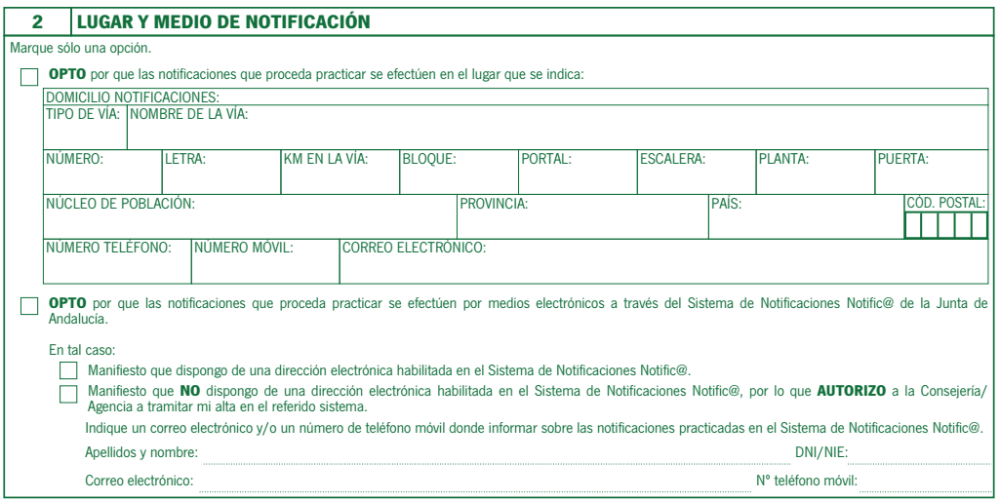 2 LUGAR Y MEDIO DE NOTIFICACIÓN
Marque sólo una opción.
OPTO por que las notificaciones que proceda practicar se efectúen en el lugar que se indica:
DOMICILIO NOTIFICACIONES:
TIPO DE VÍA: NOMBRE DE LA VÍA:
NÚMERO: LETRA: KM EN LA VÍA: BLOQUE: PORTAL: ESCALERA: PLANTA: PUERTA:
NÚCLEO DE POBLACIÓN: PROVINCIA: PAÍS: CÓD. POSTAL:
NÚMERO TELÉFONO: NÚMERO MÓVIL: CORREO ELECTRÓNICO:
OPTO por que las notificaciones que proceda practicar se efectúen por medios electrónicos a través del Sistema de Notificaciones Notific@ de la Junta de
Andalucía.
En tal caso:
Manifiesto que dispongo de una dirección electrónica habilitada en el Sistema de Notificaciones Notific@.
Manifiesto que NO dispongo de una dirección electrónica habilitada en el Sistema de Notificaciones Notific@, por lo que AUTORIZO a la Consejería/
Agencia a tramitar mi alta en el referido sistema.
Indique un correo electrónico y/o un número de teléfono móvil donde informar sobre las notificaciones practicadas en el Sistema de Notificaciones Notific@.
Apellidos y nombre: DNI/NIE:
Correo electrónico: Nº teléfono móvil: